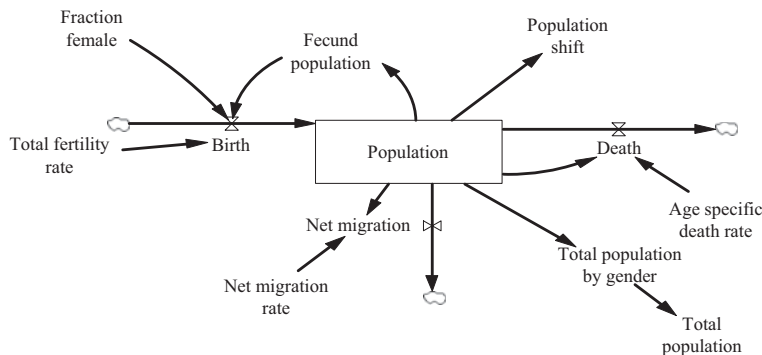 Fraction
female
Fecund
population
Population
shift
Total fertility
rate
Birth
Population
Death
Age specific
death rate
Net migration
Net migration
rate
Total population
by gender
Total
population